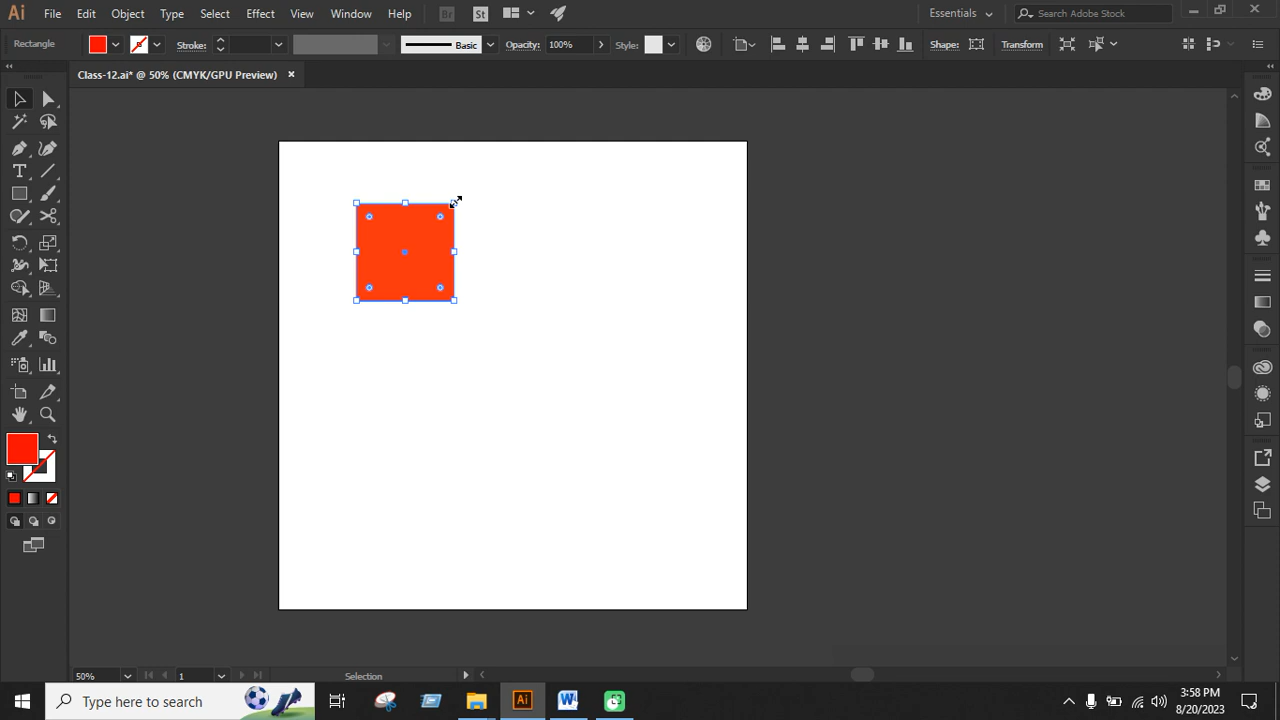 Ai File Edit Object Type Select Effect View Window Help Br St Essentials Search Adobe Stock
Rectangle Stroke: Basic Opacity: 100% Style: Shape: Transform
Class-12.ai* @ 50% (CMYK/GPU Preview)
50% 1 Selection
Type here to search Ai W 3:58 PM
8/20/2023